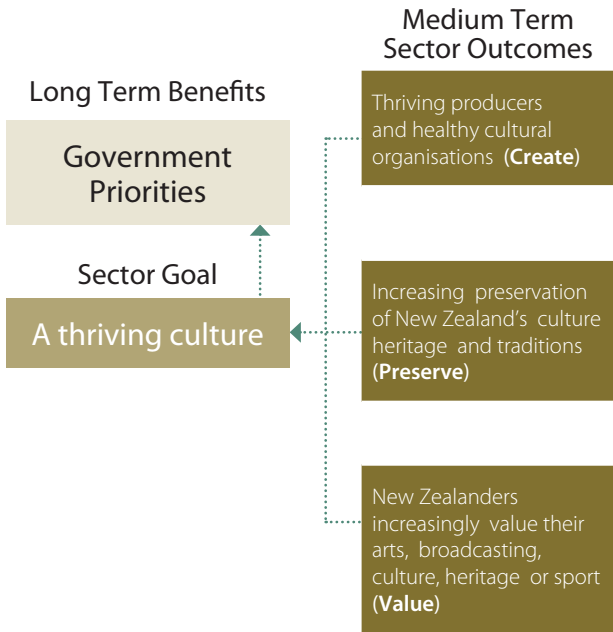 Long Term Benefits
Government
Priorities
Sector Goal
A thriving culture
Medium Term
Sector Outcomes
Thriving producers
and healthy cultural
organisations (Create)
Increasing preservation
of New Zealand's culture
heritage and traditions
(Preserve)
New Zealanders
increasingly value their
arts, broadcasting,
culture, heritage or sport
(Value)